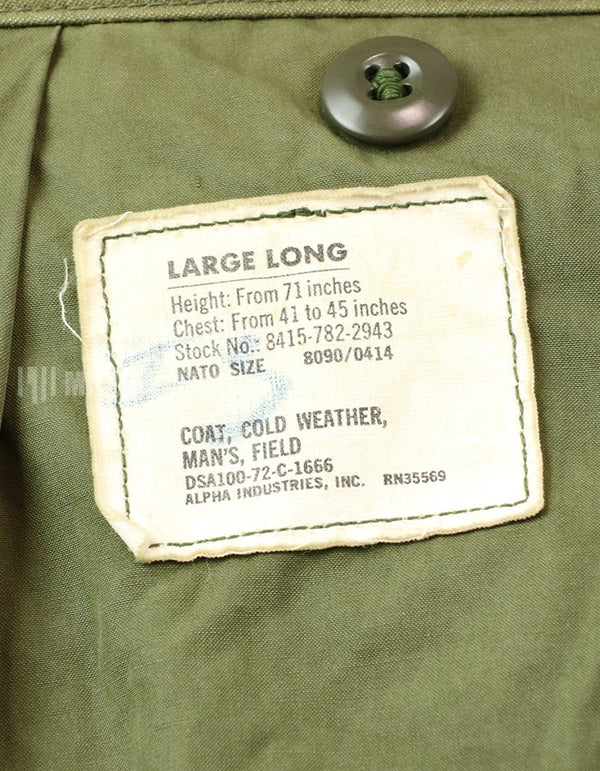 LARGE LONG
Height: From 71 inches
Chest: From 41 to 45 inches
Stock No.: 8415-782-2943
NATO SIZE 8090/0414
COAT, COLD WEATHER,
MAN'S, FIELD
DSA100-72-C-1666
ALPHA INDUSTRIES, INC. RN35569